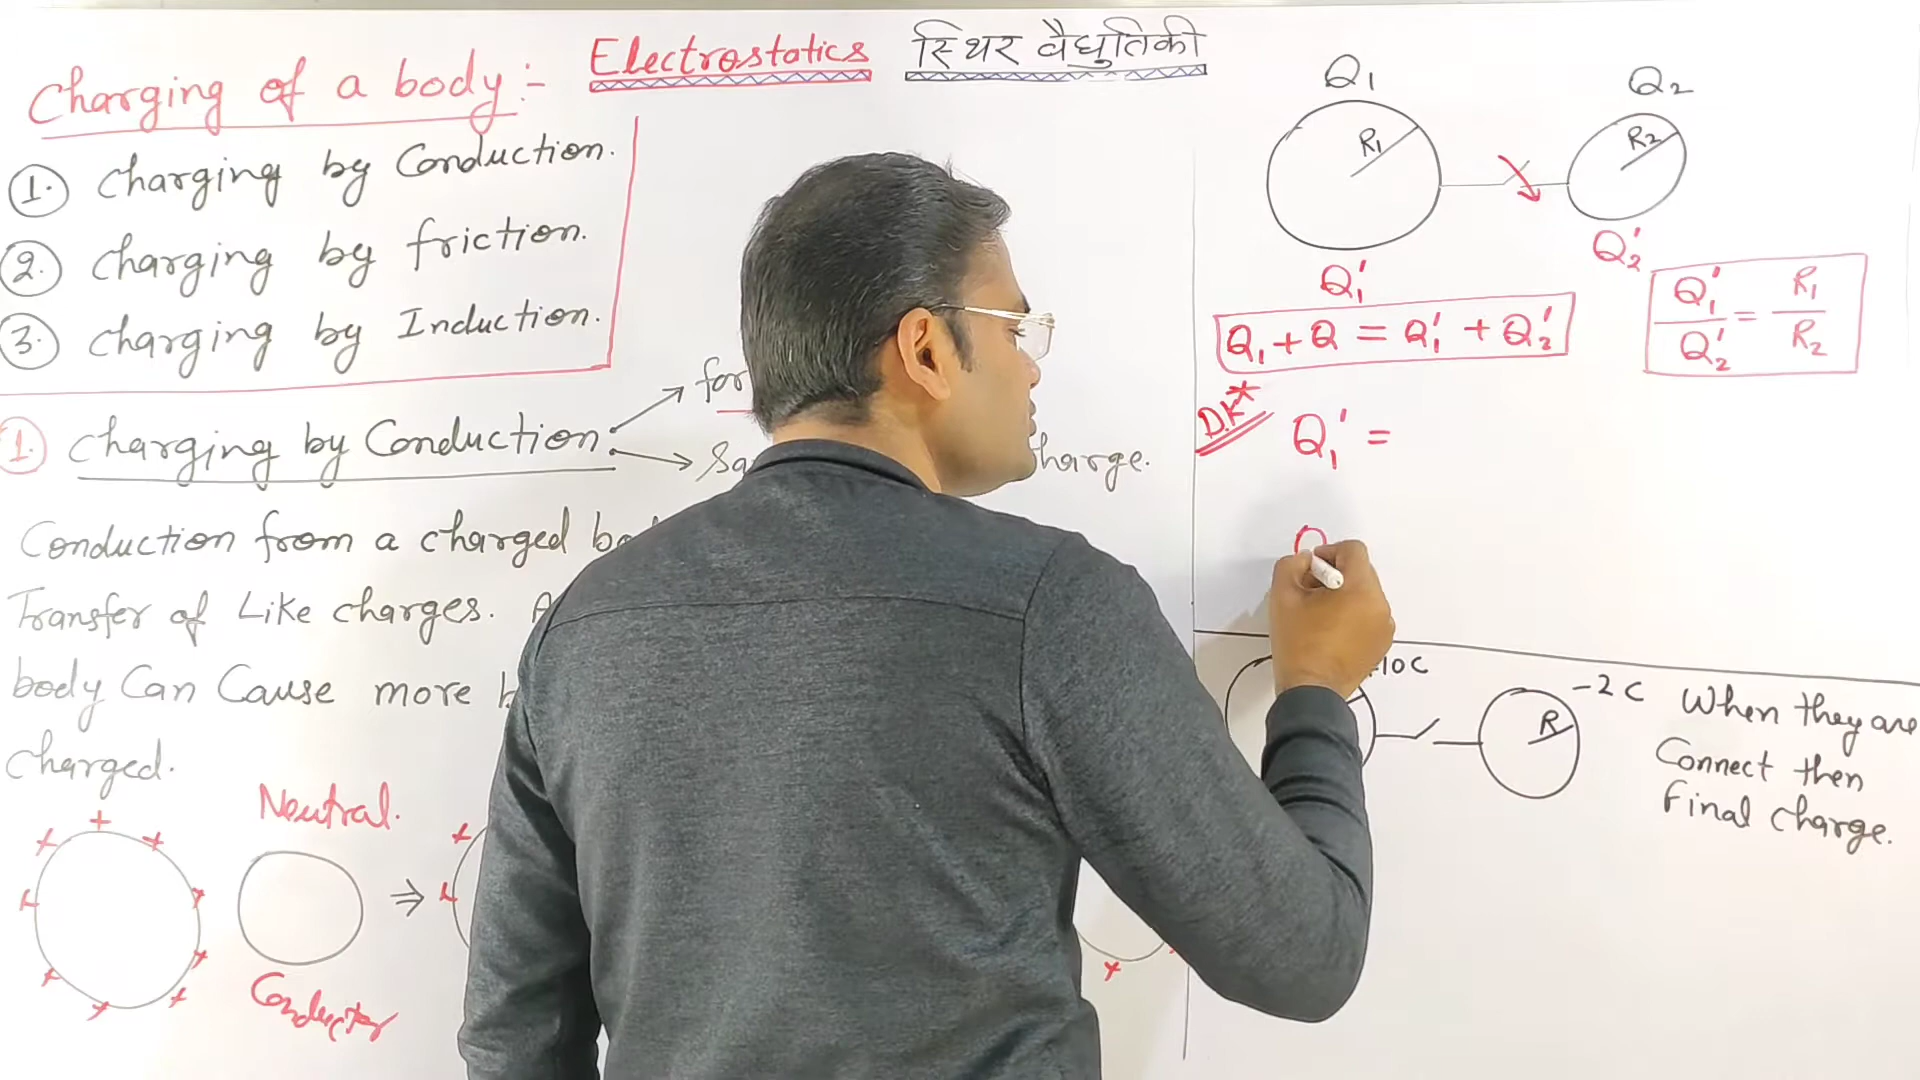 Electrostatics स्थिर वैधुतिकी
Charging of a body:-
1. Charging by Conduction.
2. Charging by friction.
3. Charging by Induction.
1. Charging by Conduction
for
charge.
Conduction from a charged
Transfer of Like charges.
body Can Cause more
charged.
Neutral.
Conductor
Q1 Q2
R1 R2
Q1' Q2'
Q1 + Q = Q1' + Q2'
Q1'/Q2' = R1/R2
D.K*
Q1' =
10C -2C
R
When they are
Connect then
Final charge.